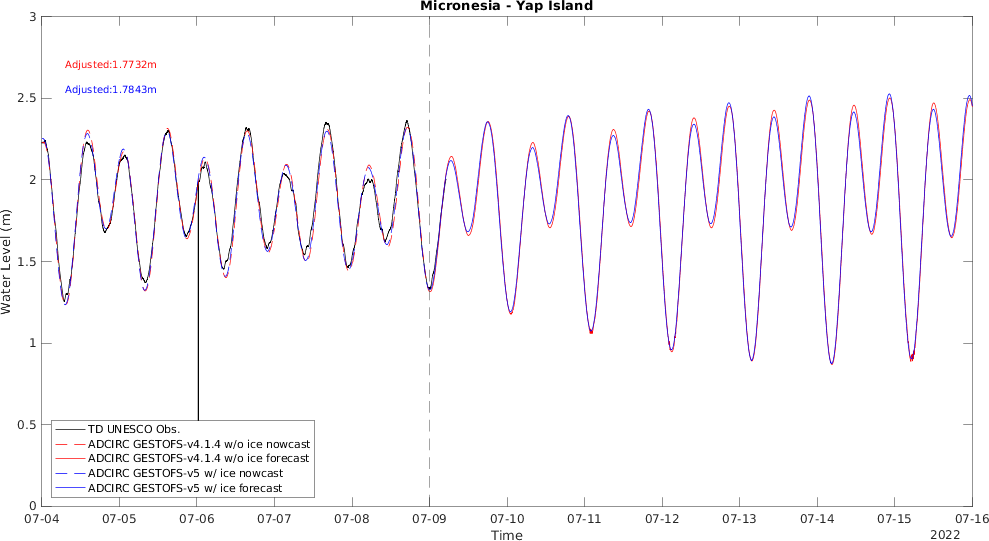 Micronesia - Yap Island
3
Adjusted:1.7732m
Adjusted:1.7843m
2.5
2
1.5
1
0.5
0
Water Level (m)
TD UNESCO Obs.
ADCIRC GESTOFS-v4.1.4 w/o ice nowcast
ADCIRC GESTOFS-v4.1.4 w/o ice forecast
ADCIRC GESTOFS-v5 w/ ice nowcast
ADCIRC GESTOFS-v5 w/ ice forecast
07-04 07-05 07-06 07-07 07-08 07-09 07-10 07-11 07-12 07-13 07-14 07-15 07-16
Time
2022